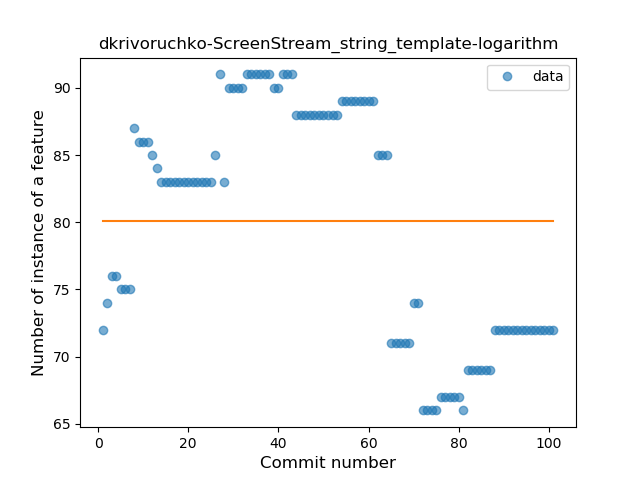 dkrivoruchko-ScreenStream_string_template-logarithm
data
Number of instance of a feature
90
85
80
75
70
65
0 20 40 60 80 100
Commit number